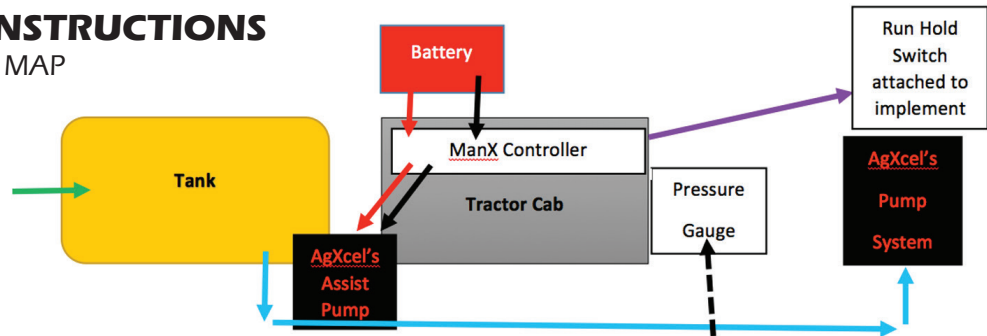 NSTRUCTIONS
MAP
Battery
Run Hold
Switch
attached to
implement
ManX Controller
Tank
Tractor Cab
Pressure
Gauge
AgXcel's
Pump
System
AgXcel's
Assist
Pump